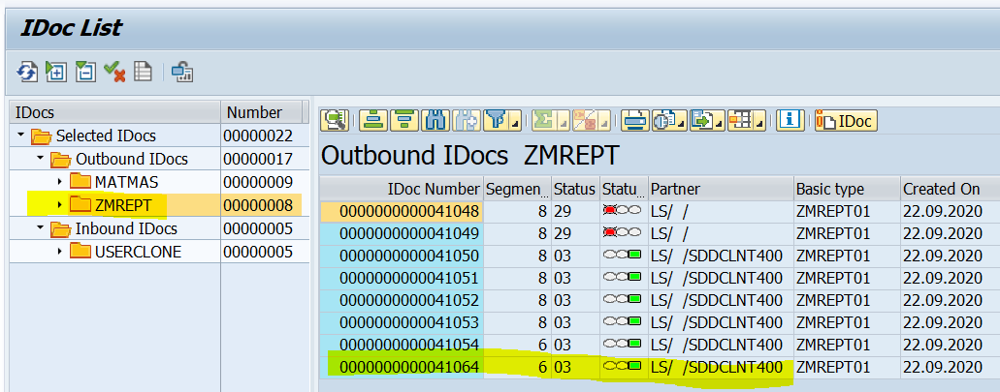 IDoc List
IDocs Number
Selected IDocs 00000022
Outbound IDocs 00000017
MATMAS 00000009
ZMREPT 00000008
Inbound IDocs 00000005
USERCLONE 00000005
IDoc
Outbound IDocs ZMREPT
IDoc Number Segmen... Status Statu... Partner Basic type Created On
0000000000041048 8 29 LS/ / ZMREPT01 22.09.2020
0000000000041049 8 29 LS/ / ZMREPT01 22.09.2020
0000000000041050 8 03 LS/ /SDDCLNT400 ZMREPT01 22.09.2020
0000000000041051 8 03 LS/ /SDDCLNT400 ZMREPT01 22.09.2020
0000000000041052 8 03 LS/ /SDDCLNT400 ZMREPT01 22.09.2020
0000000000041053 8 03 LS/ /SDDCLNT400 ZMREPT01 22.09.2020
0000000000041054 6 03 LS/ /SDDCLNT400 ZMREPT01 22.09.2020
0000000000041064 6 03 LS/ /SDDCLNT400 ZMREPT01 22.09.2020